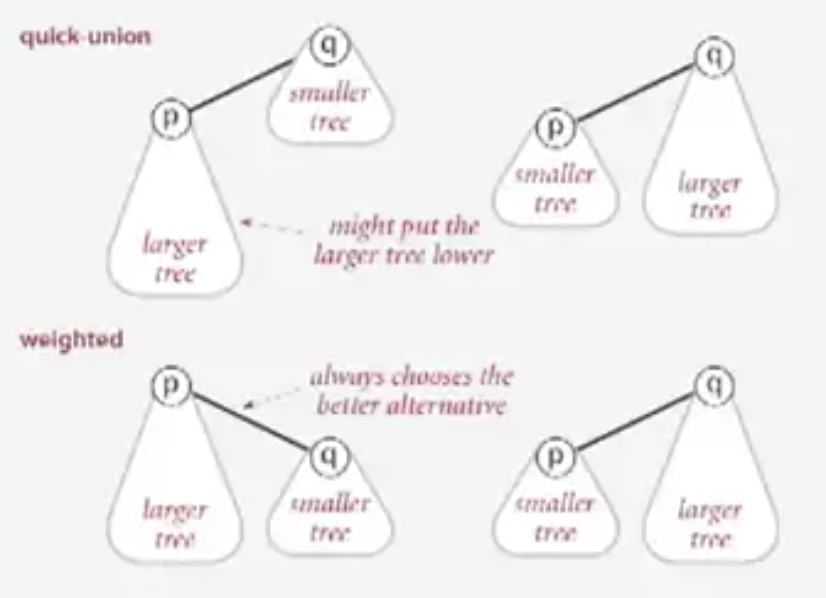 quick-union
q
smaller
tree
p
larger
tree
might put the
larger tree lower
q
p
smaller
tree
larger
tree
weighted
p
always chooses the
better alternative
q
larger
tree
smaller
tree
q
p
smaller
tree
larger
tree